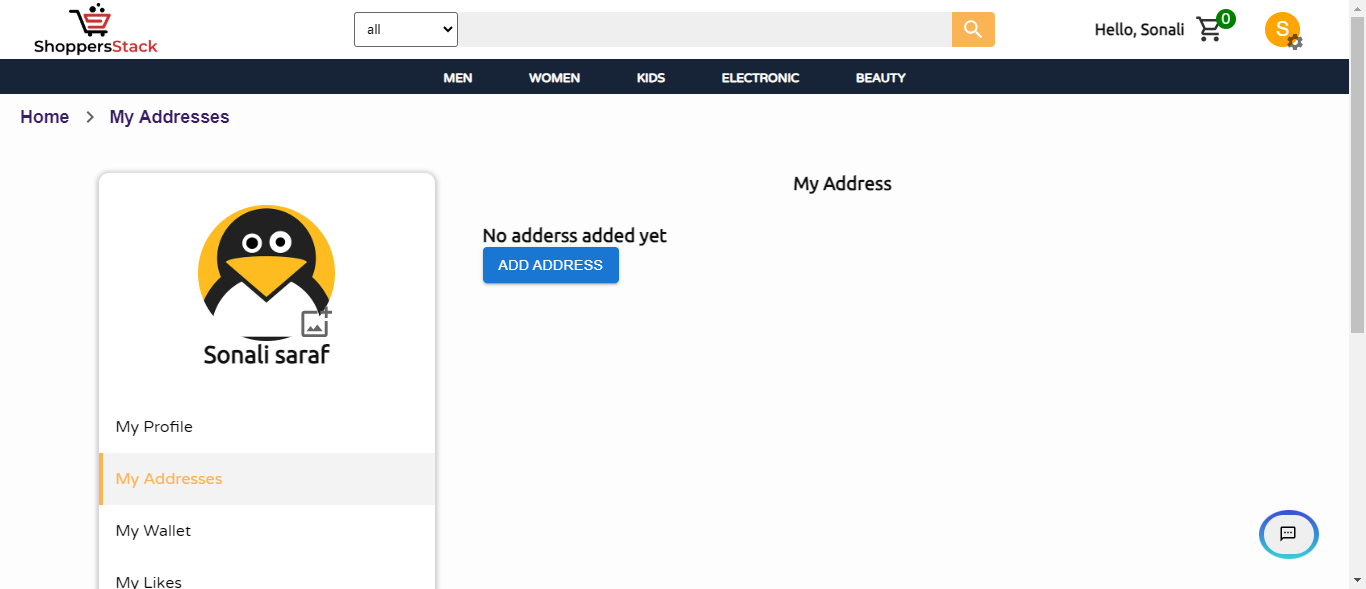 ShoppersStack
all
Hello, Sonali
0
S
MEN WOMEN KIDS ELECTRONIC BEAUTY
Home > My Addresses
My Address
No adderss added yet
ADD ADDRESS
Sonali saraf
My Profile
My Addresses
My Wallet
My Likes